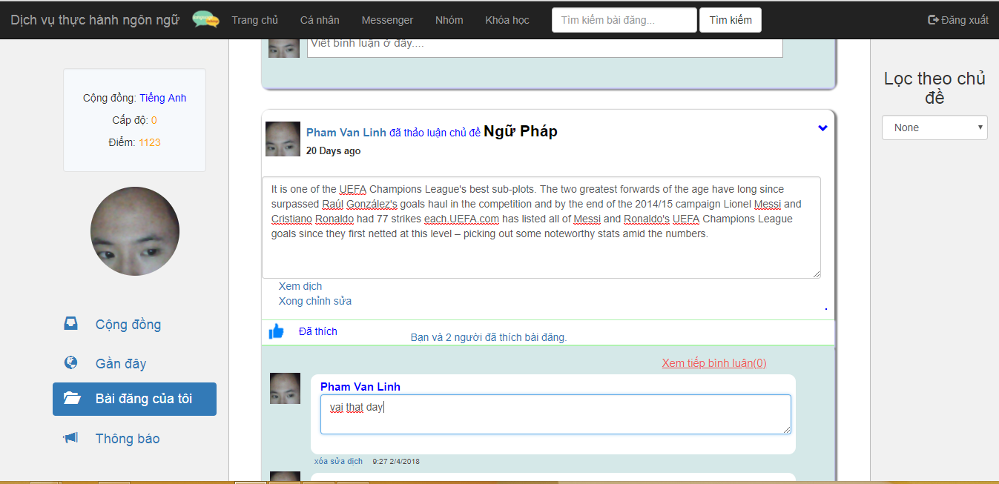 Dịch vụ thực hành ngôn ngữ Trang chủ Cá nhân Messenger Nhóm Khóa học Tìm kiếm bài đăng... Tìm kiếm Đăng xuất
Viết bình luận ở đây....
Cộng đồng: Tiếng Anh
Cấp độ: 0
Điểm: 1123
Cộng đồng
Gần đây
Bài đăng của tôi
Thông báo
Pham Van Linh đã thảo luận chủ đề Ngữ Pháp
20 Days ago
It is one of the UEFA Champions League's best sub-plots. The two greatest forwards of the age have long since
surpassed Raúl González's goals haul in the competition and by the end of the 2014/15 campaign Lionel Messi and
Cristiano Ronaldo had 77 strikes each.UEFA.com has listed all of Messi and Ronaldo's UEFA Champions League
goals since they first netted at this level – picking out some noteworthy stats amid the numbers.
Xem dịch
Xong chỉnh sửa
.
Đã thích Bạn và 2 người đã thích bài đăng.
Xem tiếp bình luận(0)
Pham Van Linh
vai that day
xóa sửa dịch 9:27 2/4/2018
Lọc theo chủ
đề
None